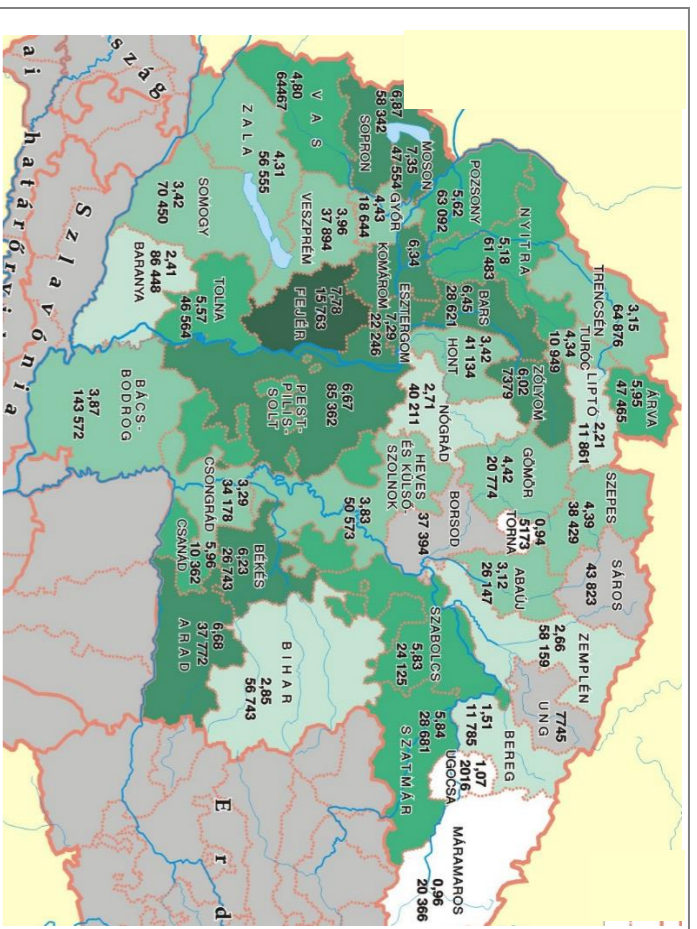 ÁRVA
5,95
47 465
TRENCSÉN
3,15
64 876
TURÓC
4,34
10 949
LIPTÓ
2,21
11 861
SZEPES
4,39
38 429
SÁROS
43 823
ZEMPLÉN
2,66
58 159
UNG
7745
BEREG
1,51
11 785
UGOCSA
1,07
2016
MÁRAMAROS
0,96
20 366
NYITRA
5,18
61 483
POZSONY
5,62
63 092
BARS
6,45
28 621
ZÓLYOM
6,02
7379
HONT
3,42
41 134
NÓGRÁD
2,71
40 211
GÖMÖR
4,42
20 774
TORNA
0,94
5173
ABAÚJ
3,12
26 147
BORSOD
37 394
HEVES
ÉS KÜLSŐ-
SZOLNOK
3,83
50 573
SZABOLCS
5,83
24 125
SZATMÁR
5,84
28 681
MOSON
7,35
47 554
SOPRON
6,87
58 342
GYŐR
4,43
18 644
KOMÁROM
7,29
22 246
ESZTERGOM
6,34
VAS
4,80
64467
ZALA
4,31
56 555
VESZPRÉM
3,96
37 894
FEJÉR
7,78
15 763
PEST-
PILIS-
SOLT
6,67
85 362
SOMOGY
3,42
70 450
TOLNA
5,57
46 564
BARANYA
2,41
86 448
BÁCS-
BODROG
3,87
143 572
CSONGRÁD
3,29
34 178
BÉKÉS
6,23
26 743
CSANÁD
5,96
10 362
ARAD
6,68
37 772
BIHAR
2,85
56 743
szág
ai határőrvi
Szlavónia
Erd